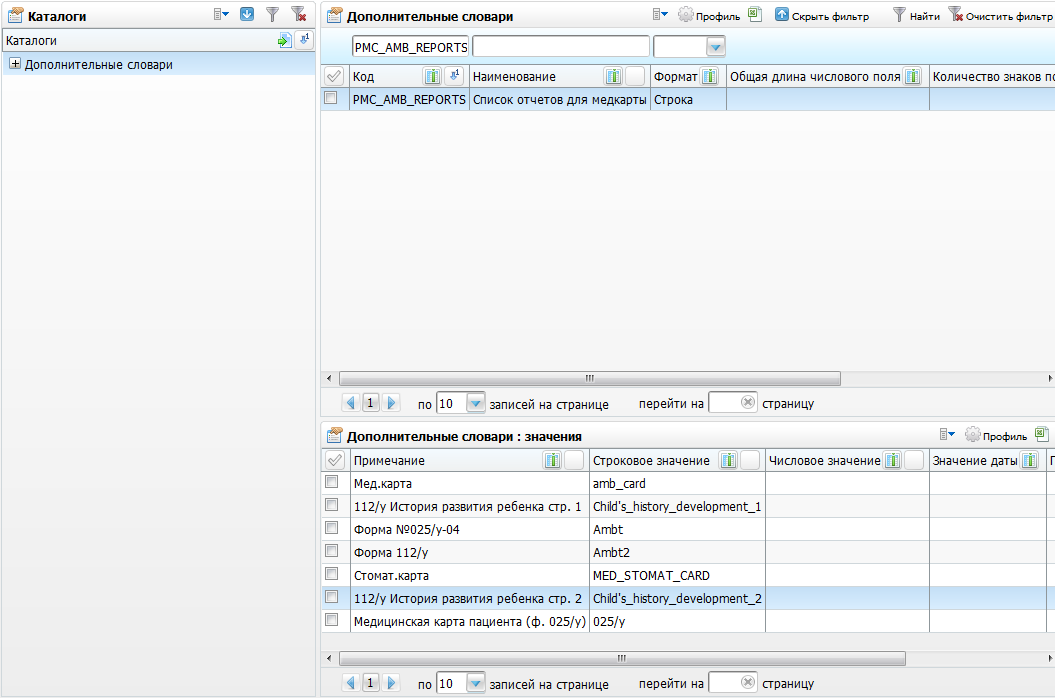 Каталоги
Каталоги
Дополнительные словари
Дополнительные словари
Профиль Скрыть фильтр Найти Очистить фильтр
PMC_AMB_REPORTS
Код Наименование Формат Общая длина числового поля Количество знаков по
PMC_AMB_REPORTS Список отчетов для медкарты Строка
1 по 10 записей на странице перейти на страницу
Дополнительные словари : значения
Профиль
Примечание Строковое значение Числовое значение Значение даты
Мед.карта amb_card
112/у История развития ребенка стр. 1 Child's_history_development_1
Форма №025/у-04 Ambt
Форма 112/у Ambt2
Стомат.карта MED_STOMAT_CARD
112/у История развития ребенка стр. 2 Child's_history_development_2
Медицинская карта пациента (ф. 025/у) 025/у
1 по 10 записей на странице перейти на страницу